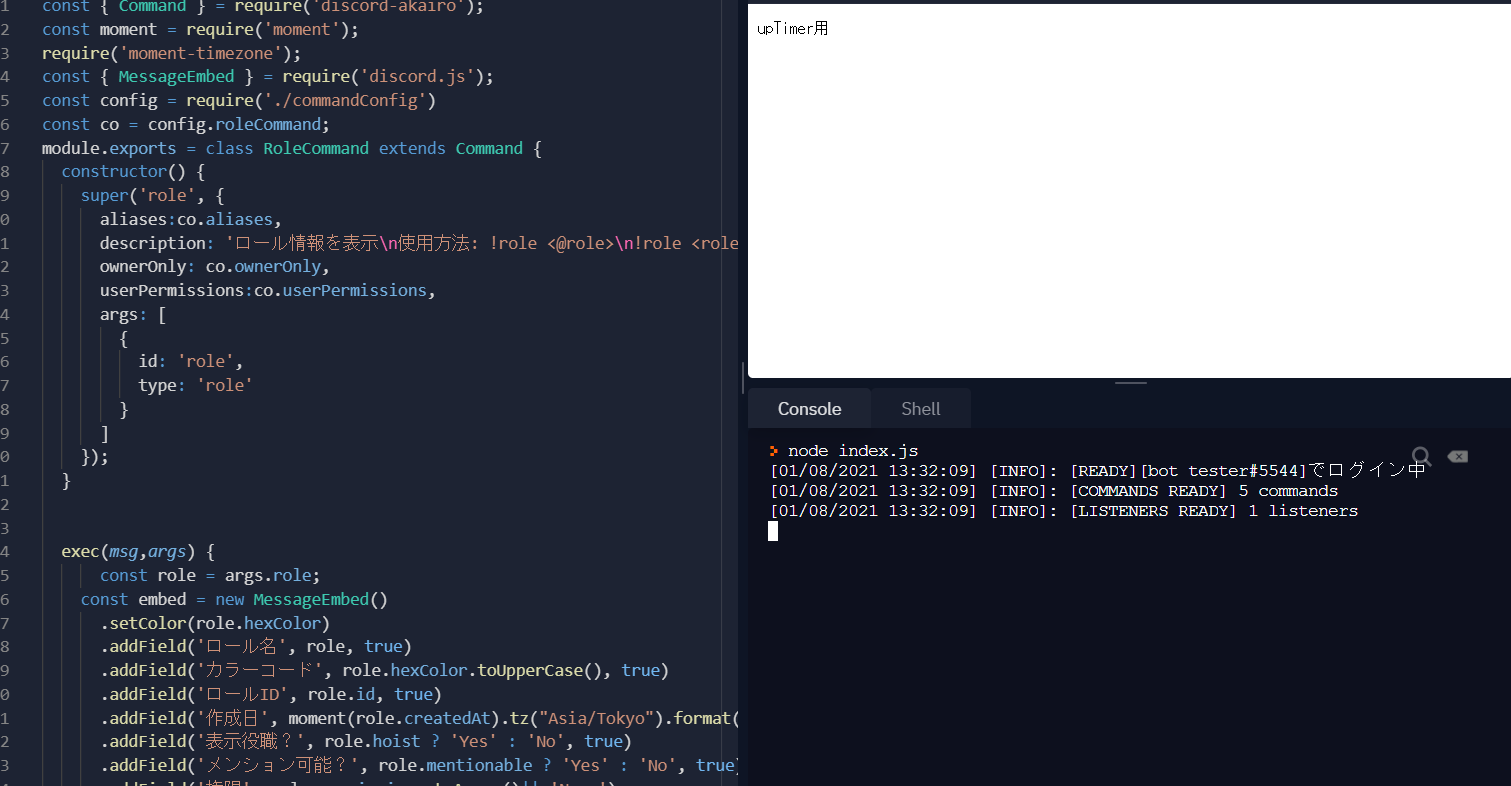 1 const { Command } = require('discord-akairo');
2 const moment = require('moment');
3 require('moment-timezone');
4 const { MessageEmbed } = require('discord.js');
5 const config = require('./commandConfig')
6 const co = config.roleCommand;
7 module.exports = class RoleCommand extends Command {
8 constructor() {
9 super('role', {
0 aliases:co.aliases,
1 description: 'ロール情報を表示\n使用方法: !role <@role>\n!role <role
2 ownerOnly: co.ownerOnly,
3 userPermissions:co.userPermissions,
4 args: [
5 {
6 id: 'role',
7 type: 'role'
8 }
9 ]
0 });
1 }
2
3
4 exec(msg,args) {
5 const role = args.role;
6 const embed = new MessageEmbed()
7 .setColor(role.hexColor)
8 .addField('ロール名', role, true)
9 .addField('カラーコード', role.hexColor.toUpperCase(), true)
0 .addField('ロールID', role.id, true)
1 .addField('作成日', moment(role.createdAt).tz("Asia/Tokyo").format(
2 .addField('表示役職？', role.hoist ? 'Yes' : 'No', true)
3 .addField('メンション可能？', role.mentionable ? 'Yes' : 'No', true)
upTimer用
Console Shell
node index.js
[01/08/2021 13:32:09] [INFO]: [READY][bot tester#5544]でログイン中
[01/08/2021 13:32:09] [INFO]: [COMMANDS READY] 5 commands
[01/08/2021 13:32:09] [INFO]: [LISTENERS READY] 1 listeners